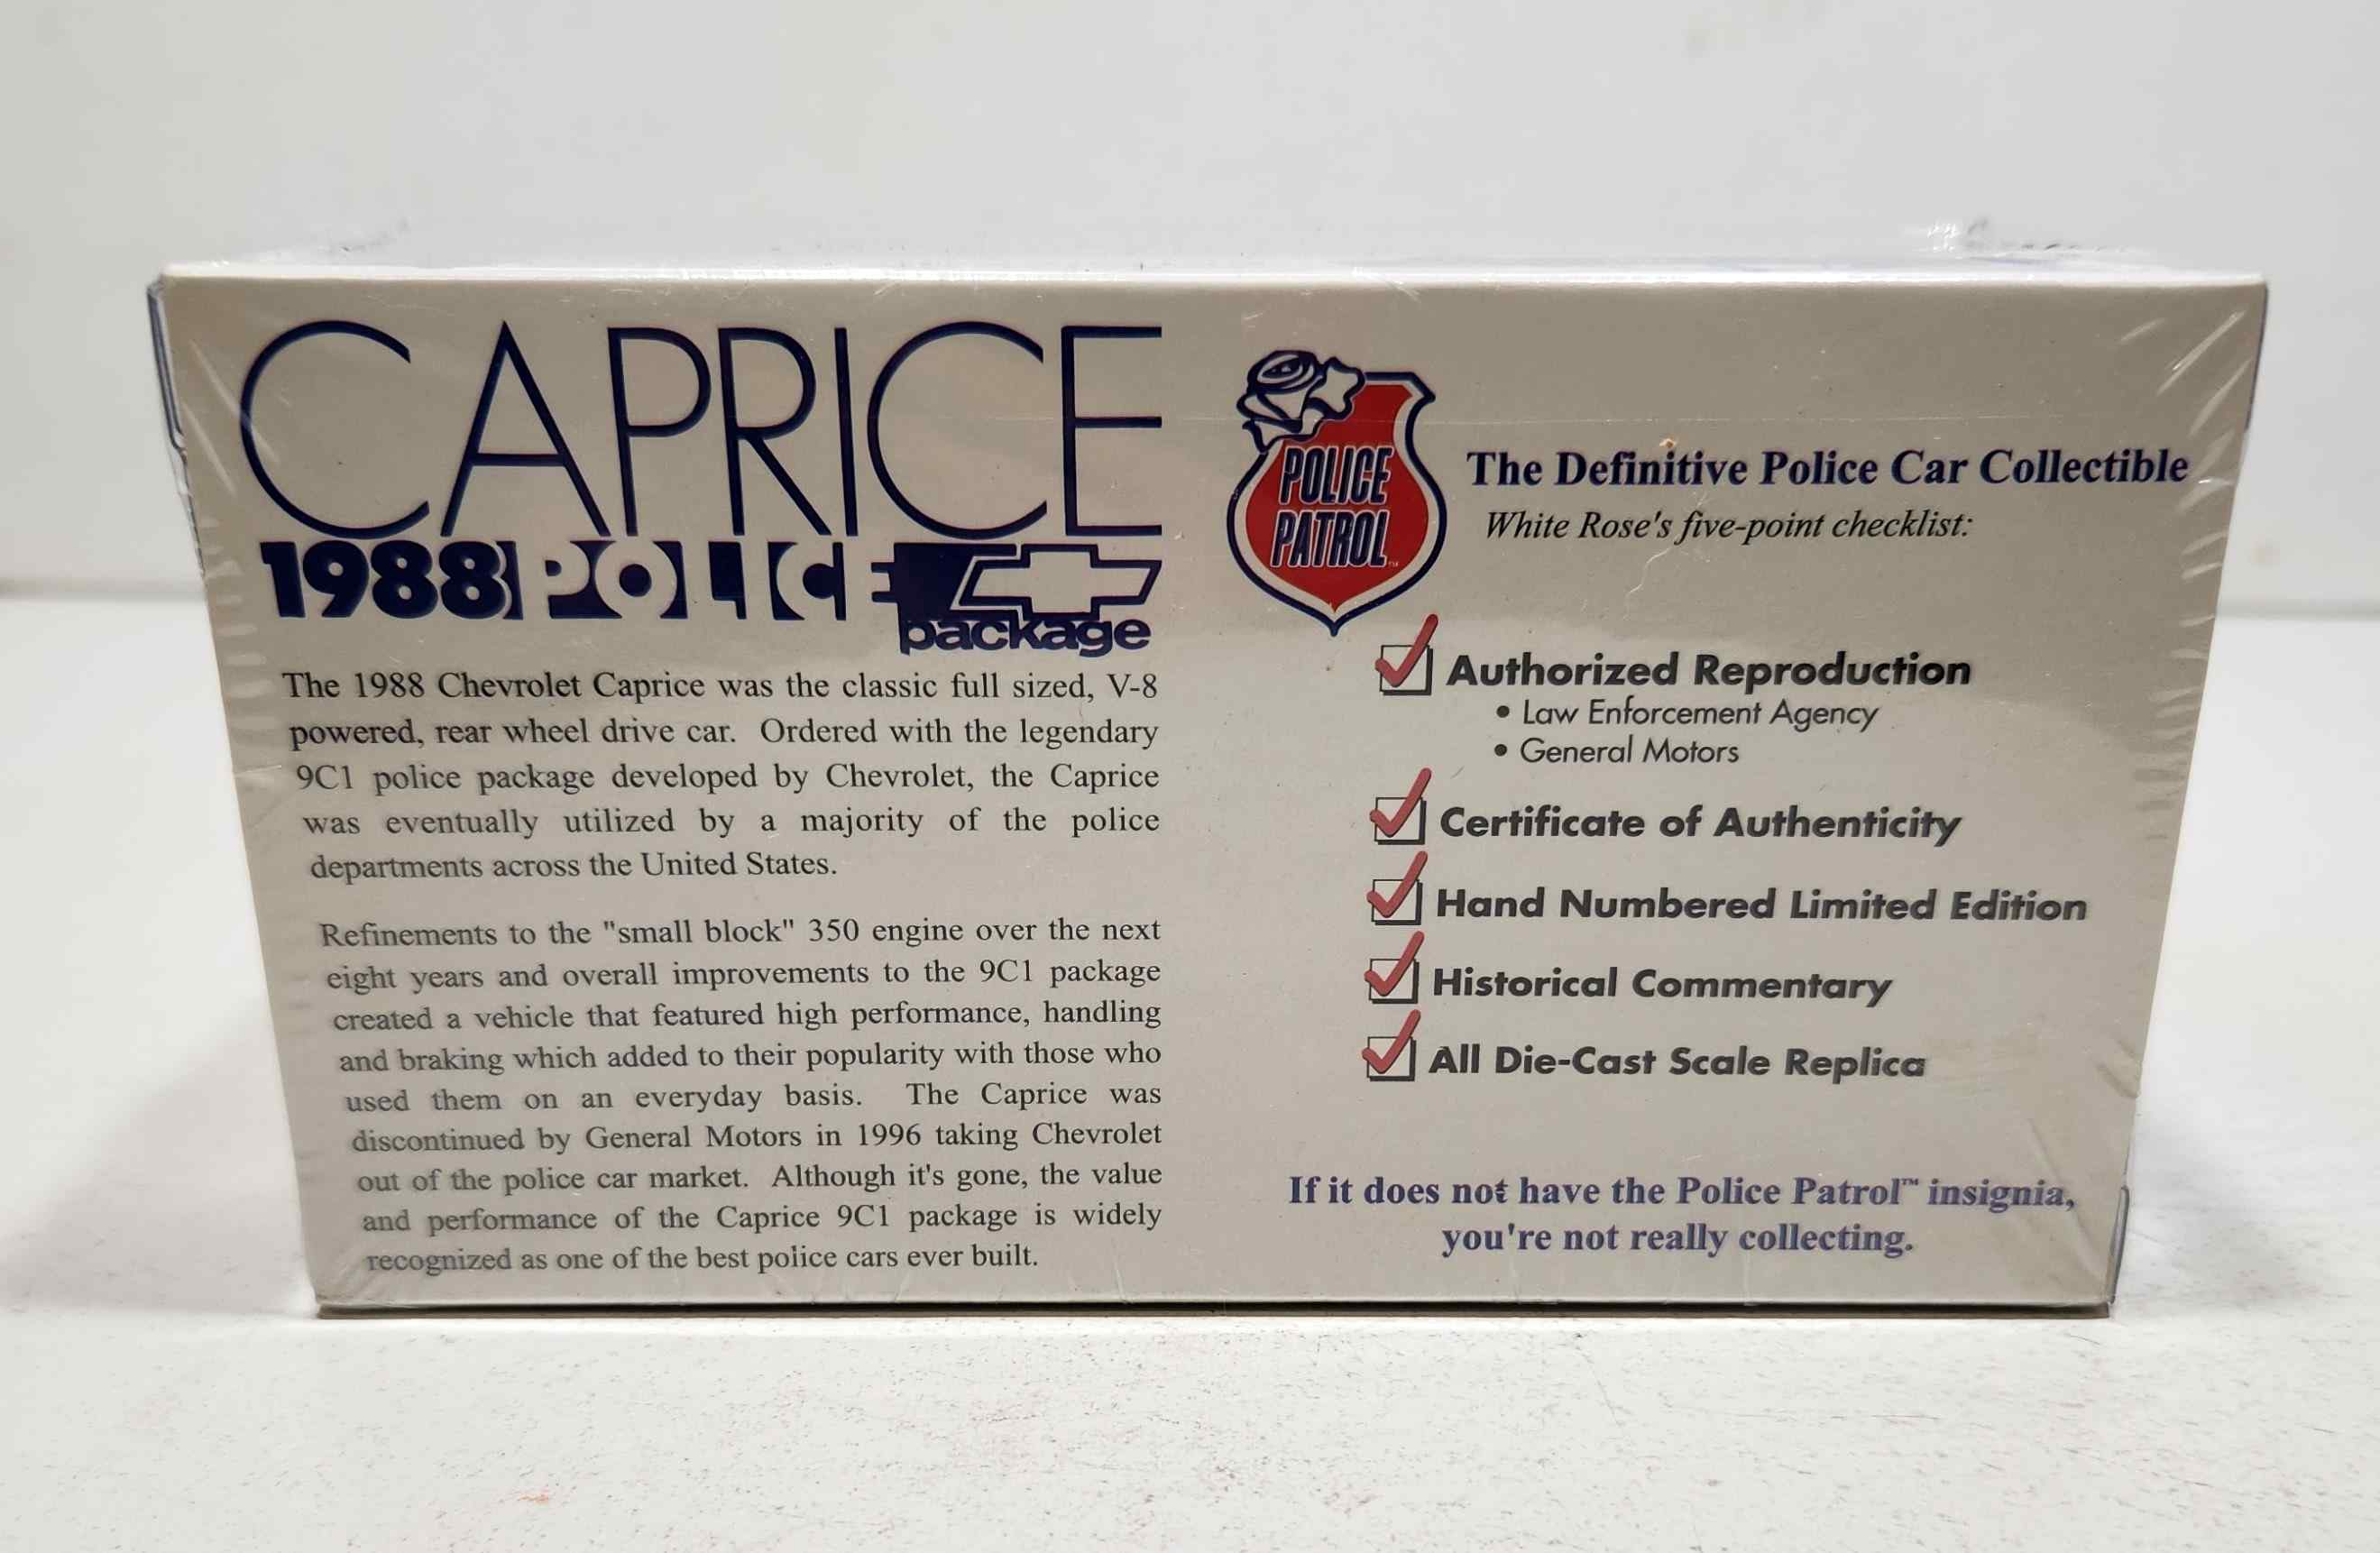 CAPRICE
1988 POLICE
package
The 1988 Chevrolet Caprice was the classic full sized, V-8
powered, rear wheel drive car. Ordered with the legendary
9C1 police package developed by Chevrolet, the Caprice
was eventually utilized by a majority of the police
departments across the United States.
Refinements to the "small block" 350 engine over the next
eight years and overall improvements to the 9C1 package
created a vehicle that featured high performance, handling
and braking which added to their popularity with those who
used them on an everyday basis. The Caprice was
discontinued by General Motors in 1996 taking Chevrolet
out of the police car market. Although it's gone, the value
and performance of the Caprice 9C1 package is widely
recognized as one of the best police cars ever built.
POLICE
PATROL™
The Definitive Police Car Collectible
White Rose's five-point checklist:
Authorized Reproduction
• Law Enforcement Agency
• General Motors
Certificate of Authenticity
Hand Numbered Limited Edition
Historical Commentary
All Die-Cast Scale Replica
If it does not have the Police Patrol™ insignia,
you're not really collecting.